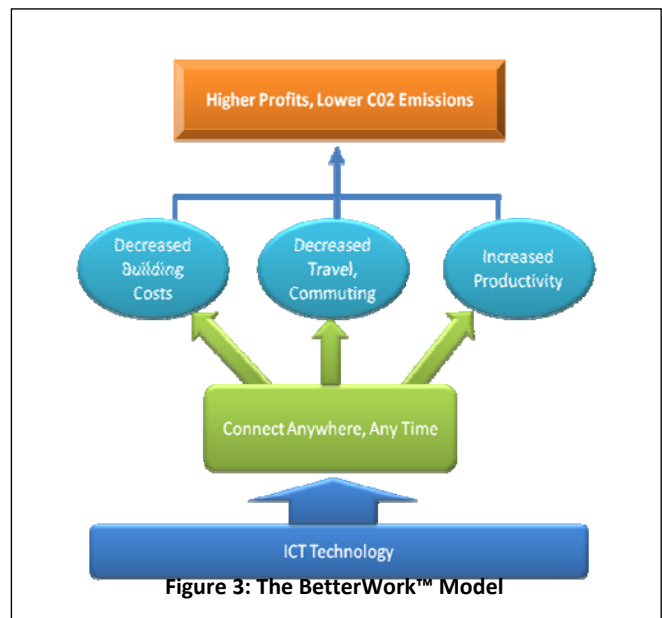 Higher Profits, Lower C02 Emissions
Decreased
Building
Costs
Decreased
Travel,
Commuting
Increased
Productivity
Connect Anywhere, Any Time
ICT Technology
Figure 3: The BetterWork™ Model